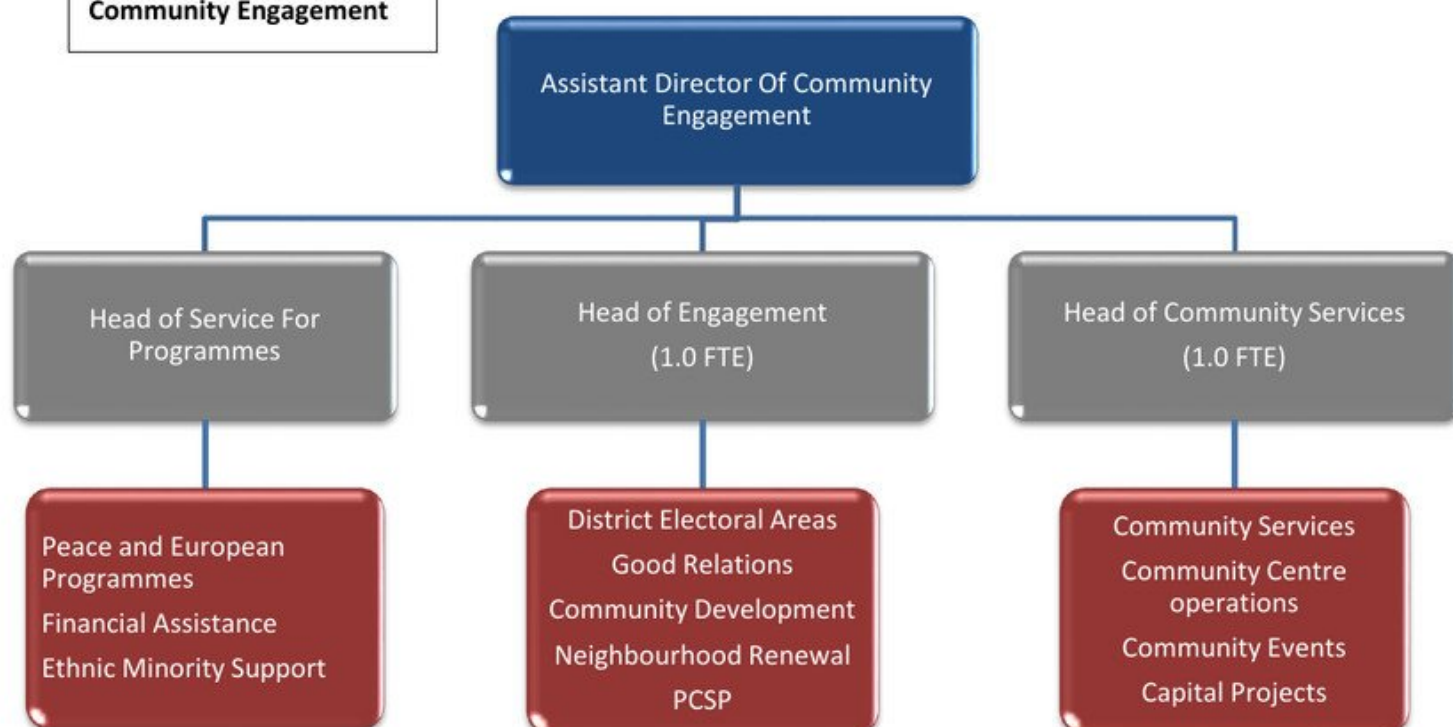 Community Engagement
Assistant Director Of Community
Engagement
Head of Service For
Programmes
Head of Engagement
(1.0 FTE)
Head of Community Services
(1.0 FTE)
Peace and European
Programmes
Financial Assistance
Ethnic Minority Support
District Electoral Areas
Good Relations
Community Development
Neighbourhood Renewal
PCSP
Community Services
Community Centre
operations
Community Events
Capital Projects